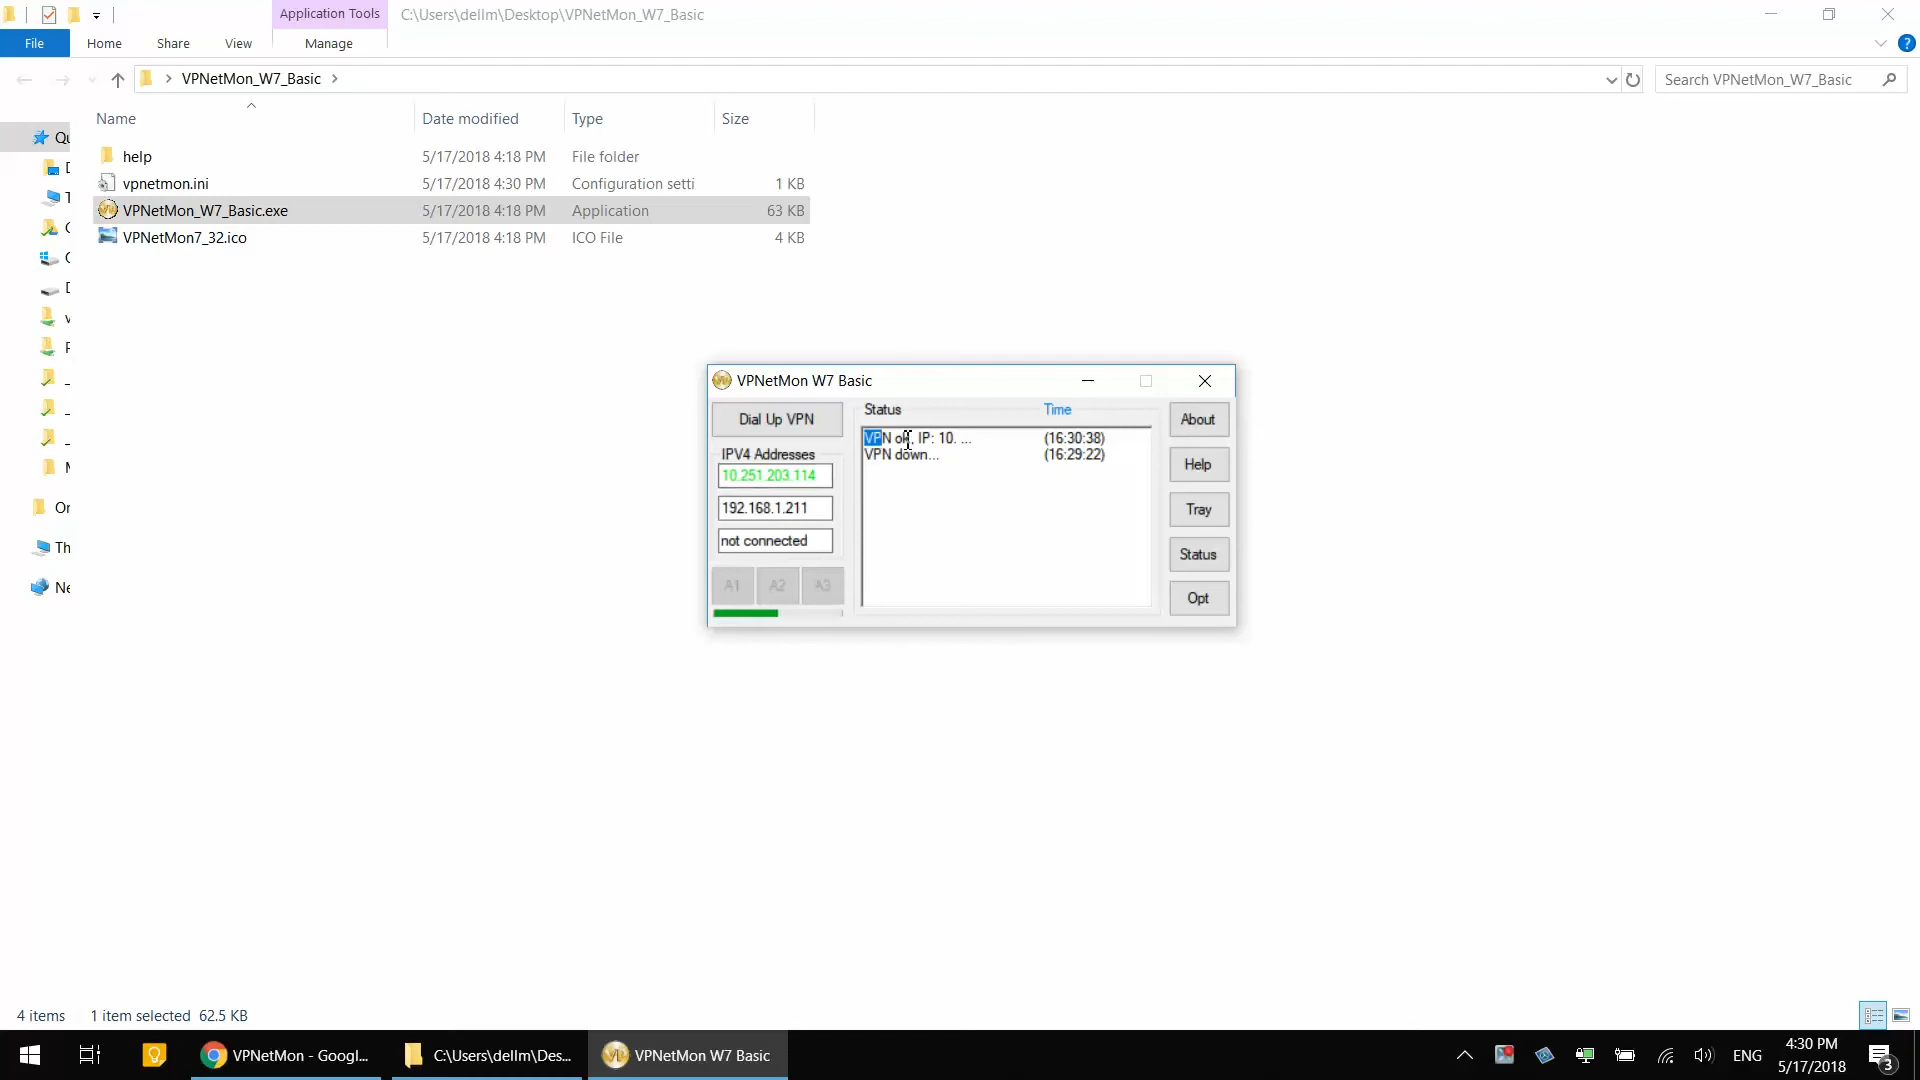 Application Tools
C:\Users\dellm\Desktop\VPNetMon_W7_Basic
File
Home
Share
View
Manage
VPNetMon_W7_Basic
Search VPNetMon_W7_Basic
Name
Date modified
Type
Size
help
5/17/2018 4:18 PM
File folder
vpnetmon.ini
5/17/2018 4:30 PM
Configuration setti
1 KB
VPNetMon_W7_Basic.exe
5/17/2018 4:18 PM
Application
63 KB
VPNetMon7_32.ico
5/17/2018 4:18 PM
ICO File
4 KB
Qu
Or
Th
Ne
VPNetMon W7 Basic
Dial Up VPN
IPV4 Addresses
10.251.203.114
192.168.1.211
not connected
A1
A2
A3
Status
Time
VPN ok, IP: 10. ...
(16:30:38)
VPN down...
(16:29:22)
About
Help
Tray
Status
Opt
4 items
1 item selected 62.5 KB
VPNetMon - Googl...
C:\Users\dellm\Des...
VPNetMon W7 Basic
ENG
4:30 PM
5/17/2018
3